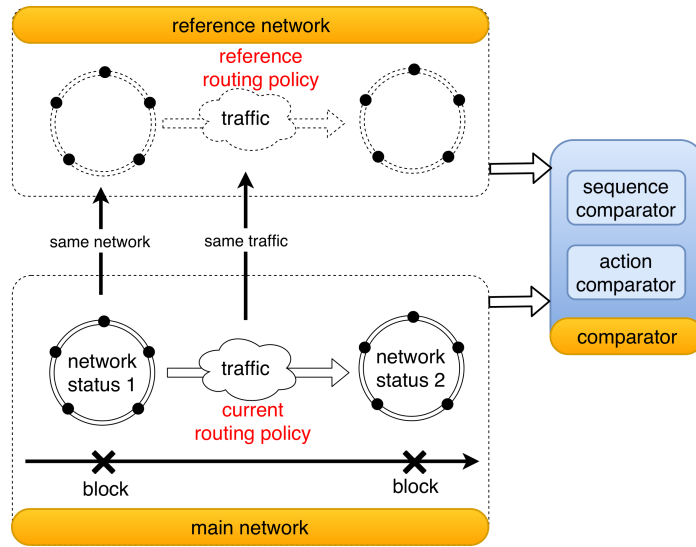 reference network
reference
routing policy
traffic
same network
same traffic
sequence
comparator
action
comparator
comparator
network
status 1
traffic
network
status 2
current
routing policy
block
block
main network